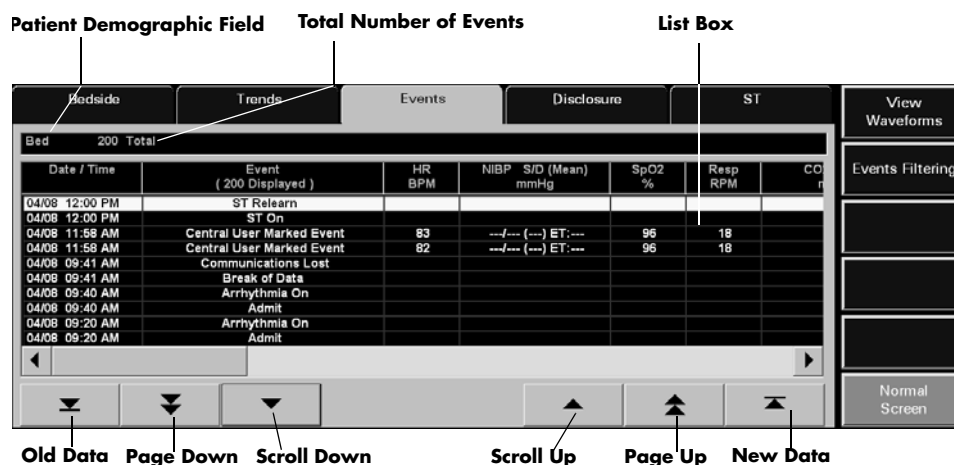 Patient Demographic Field
Total Number of Events
List Box
Bedside
Trends
Events
Disclosure
ST
View
Waveforms
Bed 200 Total
Events Filtering
Date / Time Event HR NIBP S/D (Mean) SpO2 Resp CO
( 200 Displayed ) BPM mmHg % RPM
04/08 12:00 PM ST Relearn
04/08 12:00 PM ST On
04/08 11:58 AM Central User Marked Event 83 ---/--- (---) ET:--- 96 18
04/08 11:58 AM Central User Marked Event 82 ---/--- (---) ET:--- 96 18
04/08 09:41 AM Communications Lost
04/08 09:41 AM Break of Data
04/08 09:40 AM Arrhythmia On
04/08 09:40 AM Admit
04/08 09:20 AM Arrhythmia On
04/08 09:20 AM Admit
Normal
Screen
Old Data
Page Down
Scroll Down
Scroll Up
Page Up
New Data